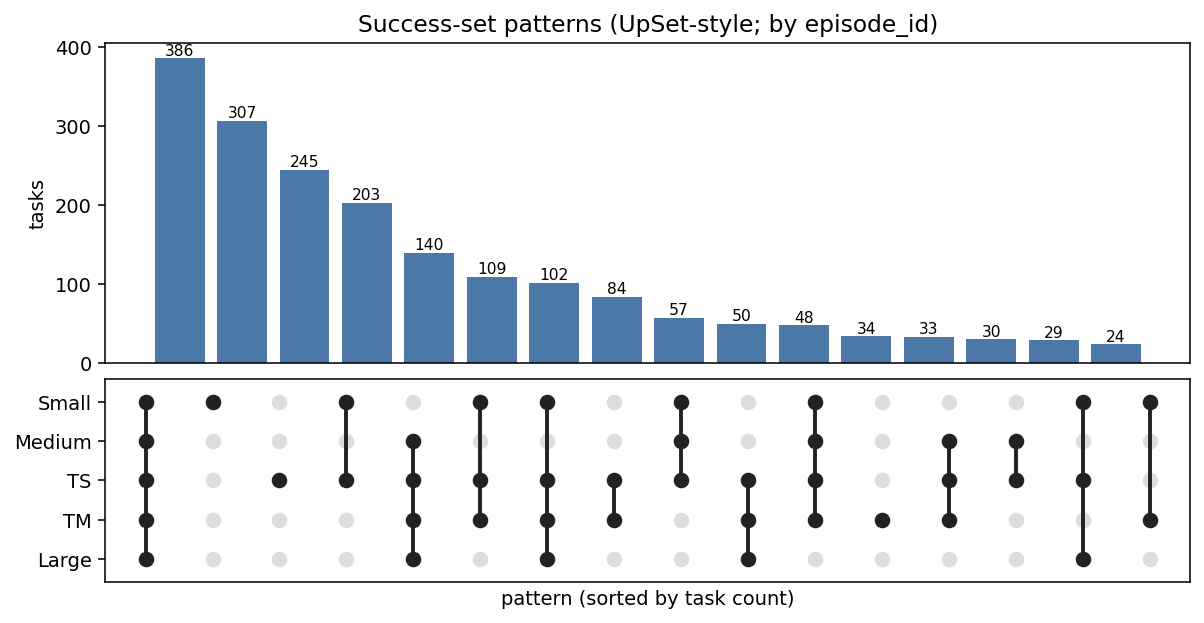 Success-set patterns (UpSet-style; by episode_id)
400
300
200
100
0
tasks
386
307
245
203
140
109
102
84
57
50
48
34
33
30
29
24
Small
Medium
TS
TM
Large
pattern (sorted by task count)